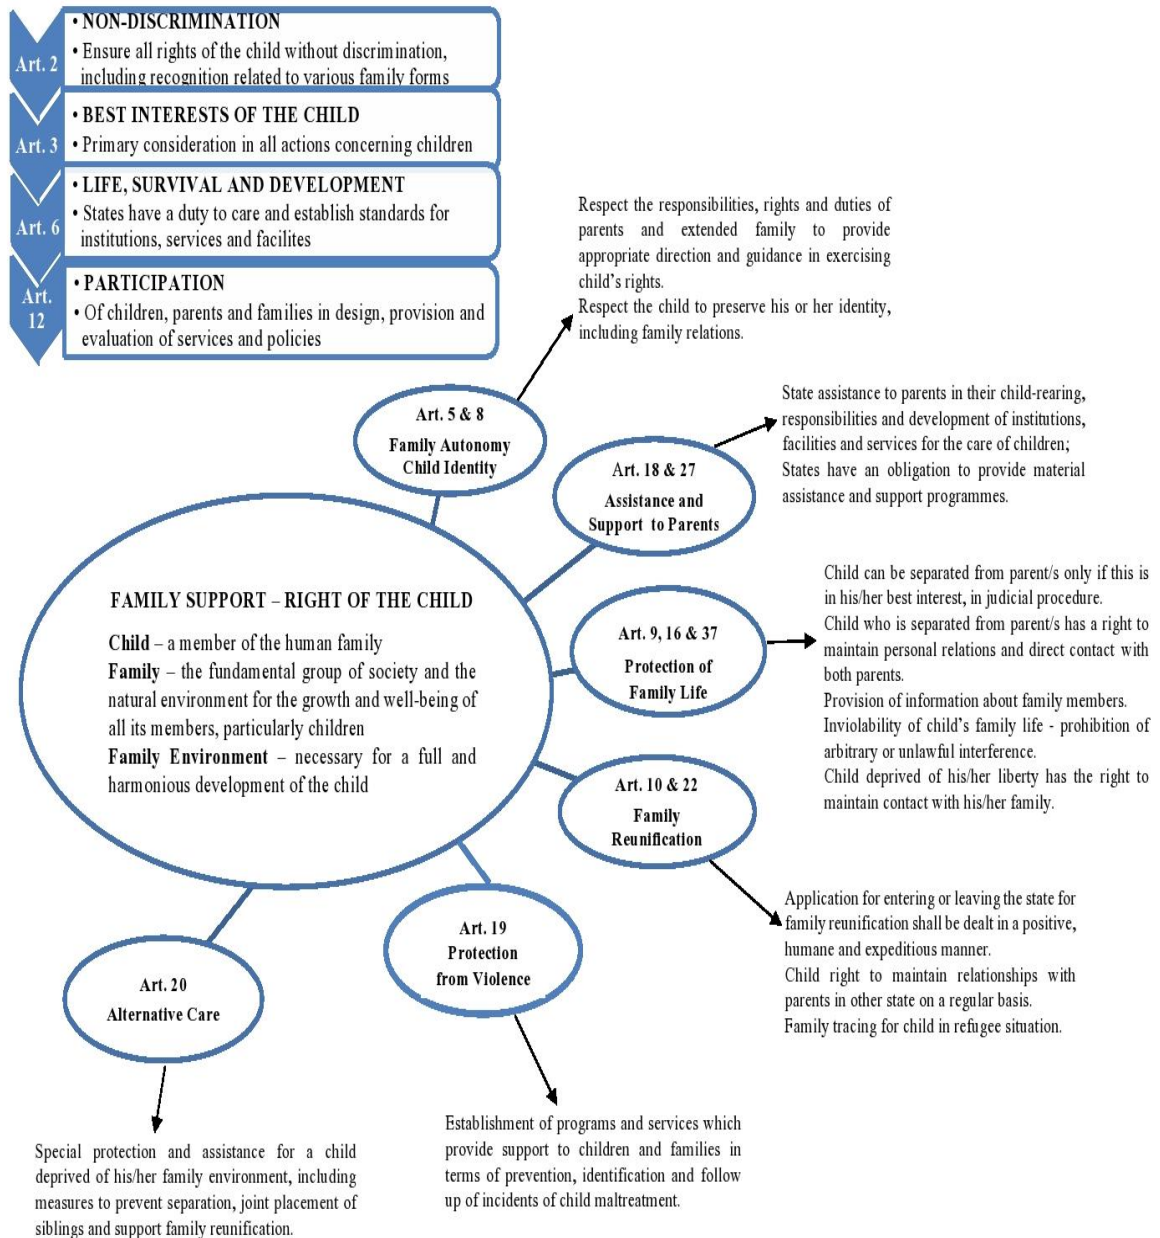 Art. 2
• NON-DISCRIMINATION
• Ensure all rights of the child without discrimination,
including recognition related to various family forms
Art. 3
• BEST INTERESTS OF THE CHILD
• Primary consideration in all actions concerning children
Art. 6
• LIFE, SURVIVAL AND DEVELOPMENT
• States have a duty to care and establish standards for
institutions, services and facilites
Art.
12
• PARTICIPATION
• Of children, parents and families in design, provision and
evaluation of services and policies
Respect the responsibilities, rights and duties of
parents and extended family to provide
appropriate direction and guidance in exercising
child's rights.
Respect the child to preserve his or her identity,
including family relations.
Art. 5 & 8
Family Autonomy
Child Identity
State assistance to parents in their child-rearing,
responsibilities and development of institutions,
facilities and services for the care of children;
States have an obligation to provide material
assistance and support programmes.
Art. 18 & 27
Assistance and
Support to Parents
FAMILY SUPPORT – RIGHT OF THE CHILD
Child – a member of the human family
Family – the fundamental group of society and the
natural environment for the growth and well-being of
all its members, particularly children
Family Environment – necessary for a full and
harmonious development of the child
Art. 9, 16 & 37
Protection of
Family Life
Child can be separated from parent/s only if this is
in his/her best interest, in judicial procedure.
Child who is separated from parent/s has a right to
maintain personal relations and direct contact with
both parents.
Provision of information about family members.
Inviolability of child's family life - prohibition of
arbitrary or unlawful interference.
Child deprived of his/her liberty has the right to
maintain contact with his/her family.
Art. 10 & 22
Family
Reunification
Application for entering or leaving the state for
family reunification shall be dealt in a positive,
humane and expeditious manner.
Child right to maintain relationships with
parents in other state on a regular basis.
Family tracing for child in refugee situation.
Art. 19
Protection
from Violence
Art. 20
Alternative Care
Establishment of programs and services which
provide support to children and families in
terms of prevention, identification and follow
up of incidents of child maltreatment.
Special protection and assistance for a child
deprived of his/her family environment, including
measures to prevent separation, joint placement of
siblings and support family reunification.